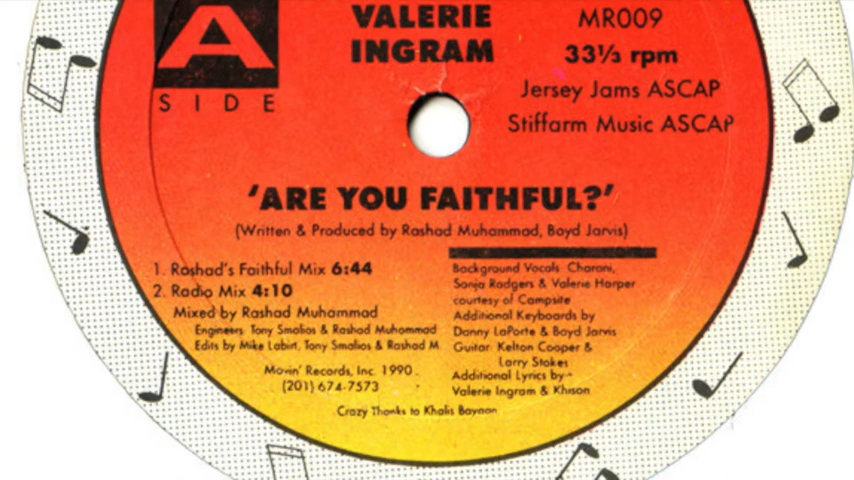 A
SIDE
VALERIE
INGRAM
MR009
33⅓ rpm
Jersey Jams ASCAP
Stiffarm Music ASCAP
'ARE YOU FAITHFUL?'
(Written & Produced by Rashad Muhammad, Boyd Jarvis)
1. Rashad's Faithful Mix 6:44
2. Radio Mix 4:10
Mixed by Rashad Muhammad
Engineers: Tony Smalios & Rashad Muhammad
Edits by Mike Labirt, Tony Smalios & Rashad M.
Movin' Records, Inc. 1990.
(201) 674-7573
Background Vocals: Charoni,
Sonja Rodgers & Valerie Harper
courtesy of Campsite
Additional Keyboards by
Danny LaPorte & Boyd Jarvis
Guitar: Kelton Cooper &
Larry Stokes
Additional Lyrics by
Valerie Ingram & Khison
Crazy Thanks to Khalis Bayaan